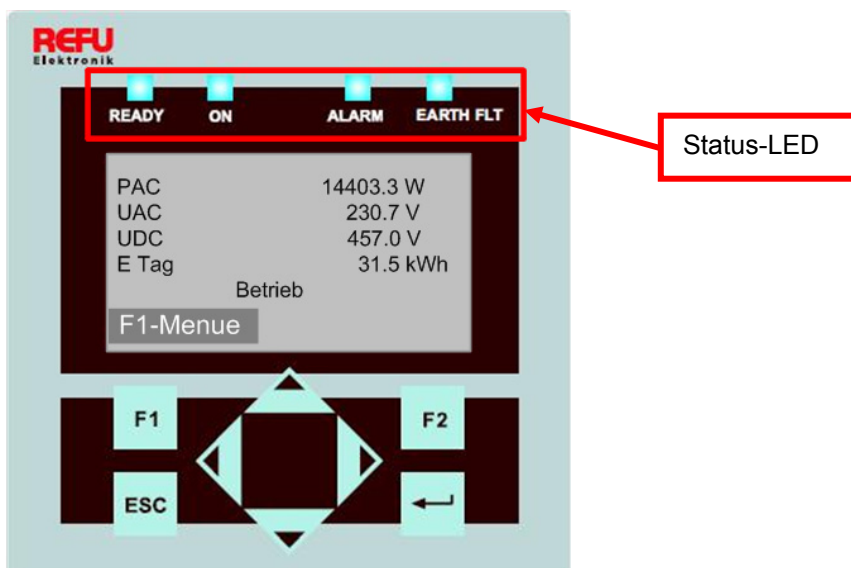 REFU
Elektronik
READY ON ALARM EARTH FLT
Status-LED
PAC 14403.3 W
UAC 230.7 V
UDC 457.0 V
E Tag 31.5 kWh
Betrieb
F1-Menue
F1 F2
ESC